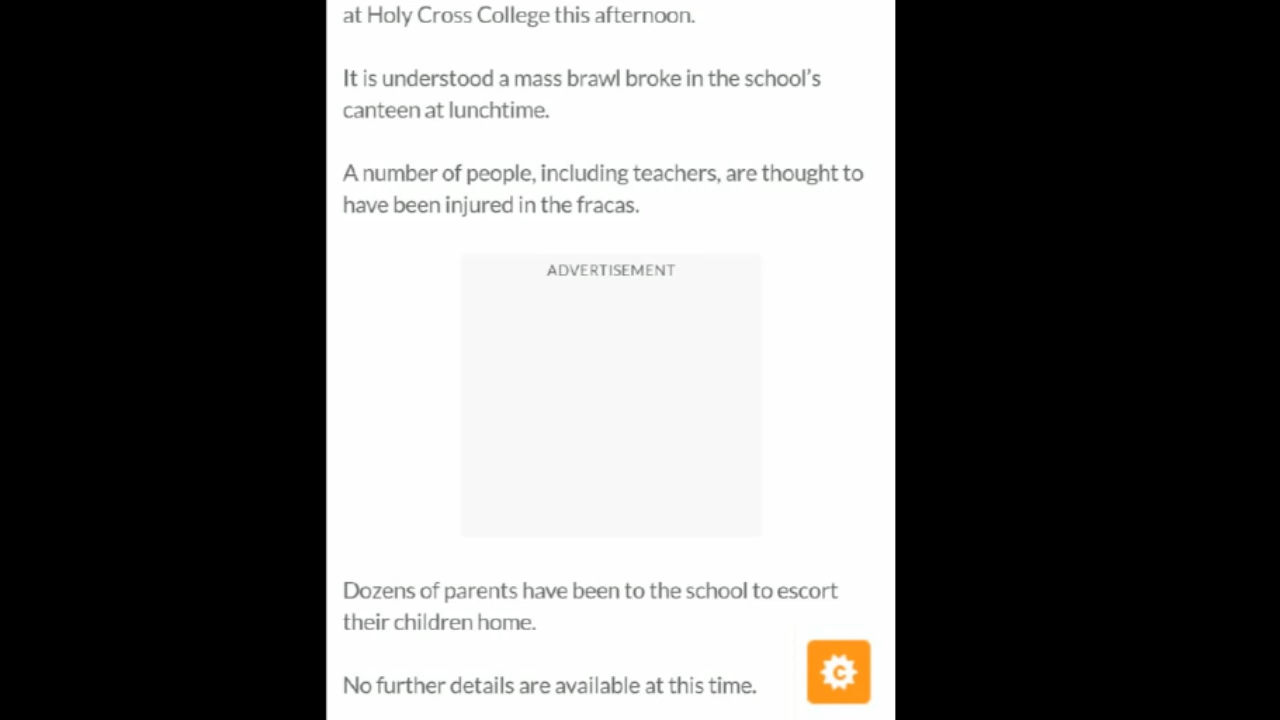 at Holy Cross College this afternoon.
It is understood a mass brawl broke in the school’s
canteen at lunchtime.
A number of people, including teachers, are thought to
have been injured in the fracas.
ADVERTISEMENT
Dozens of parents have been to the school to escort
their children home.
No further details are available at this time.
C